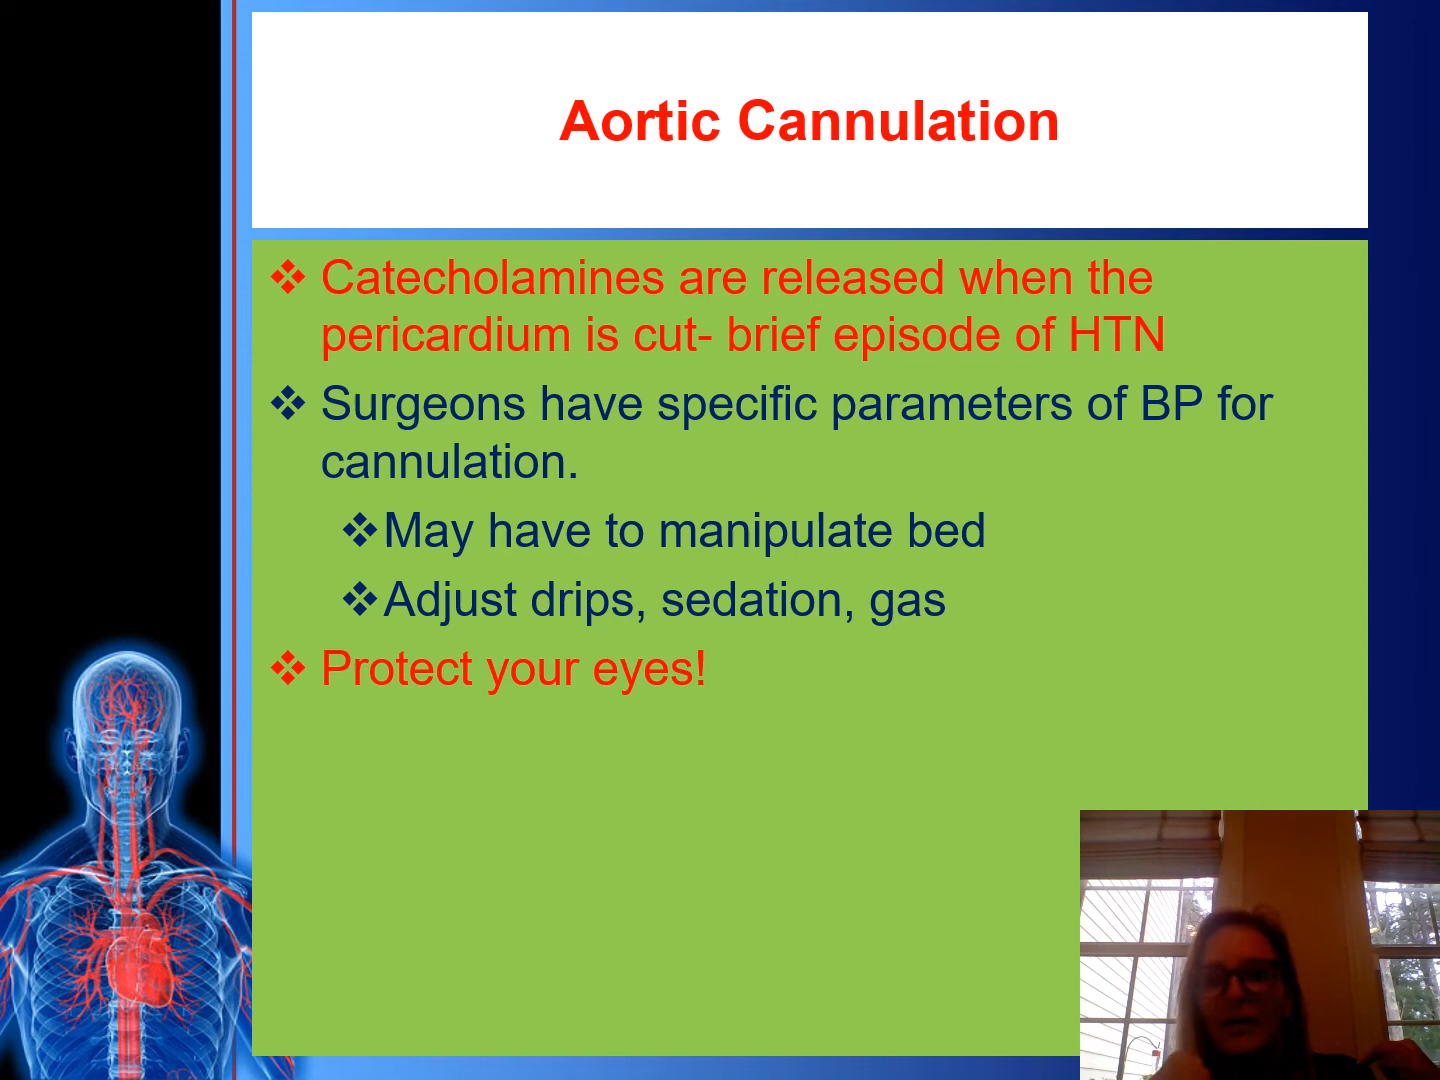 Aortic Cannulation
❖ Catecholamines are released when the
pericardium is cut- brief episode of HTN
❖ Surgeons have specific parameters of BP for
cannulation.
❖May have to manipulate bed
❖Adjust drips, sedation, gas
❖ Protect your eyes!